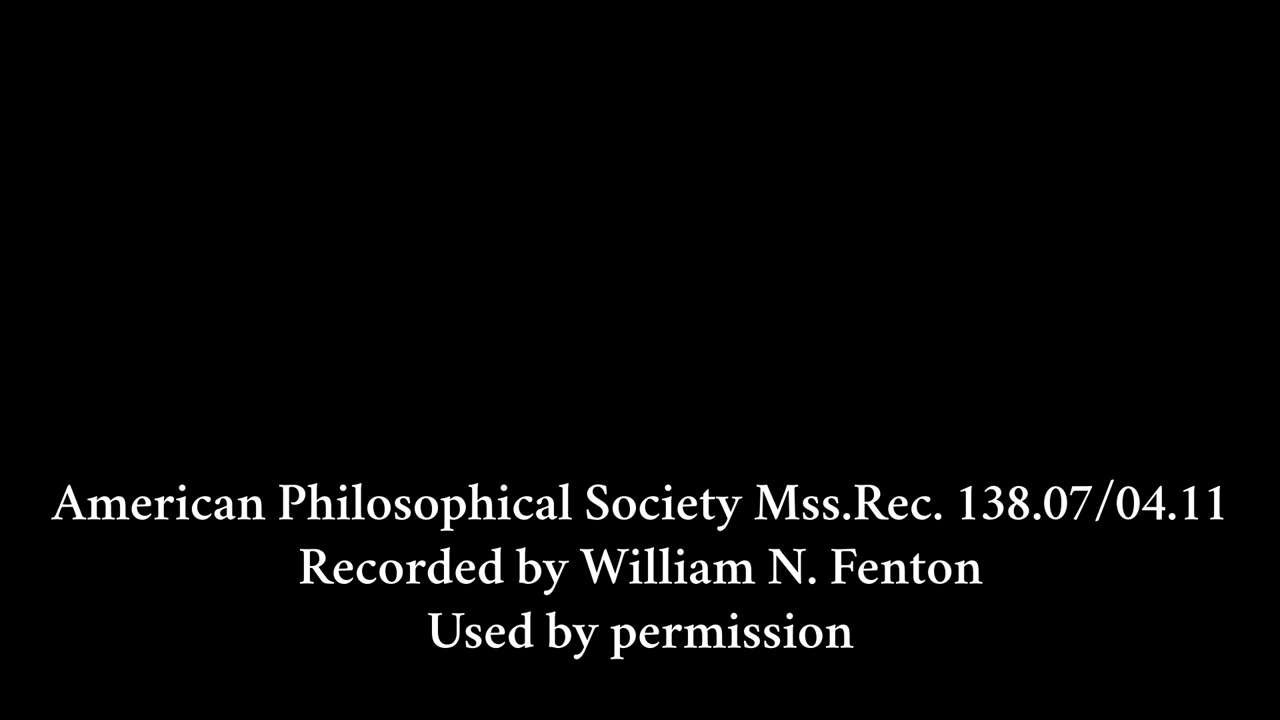 American Philosophical Society Mss.Rec. 138.07/04.11
Recorded by William N. Fenton
Used by permission